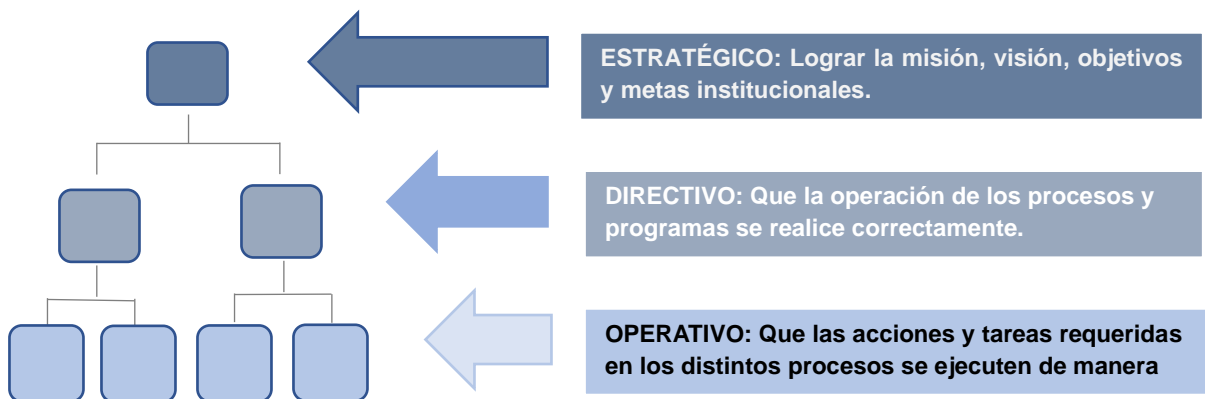 ESTRATÉGICO: Lograr la misión, visión, objetivos
y metas institucionales.
DIRECTIVO: Que la operación de los procesos y
programas se realice correctamente.
OPERATIVO: Que las acciones y tareas requeridas
en los distintos procesos se ejecuten de manera